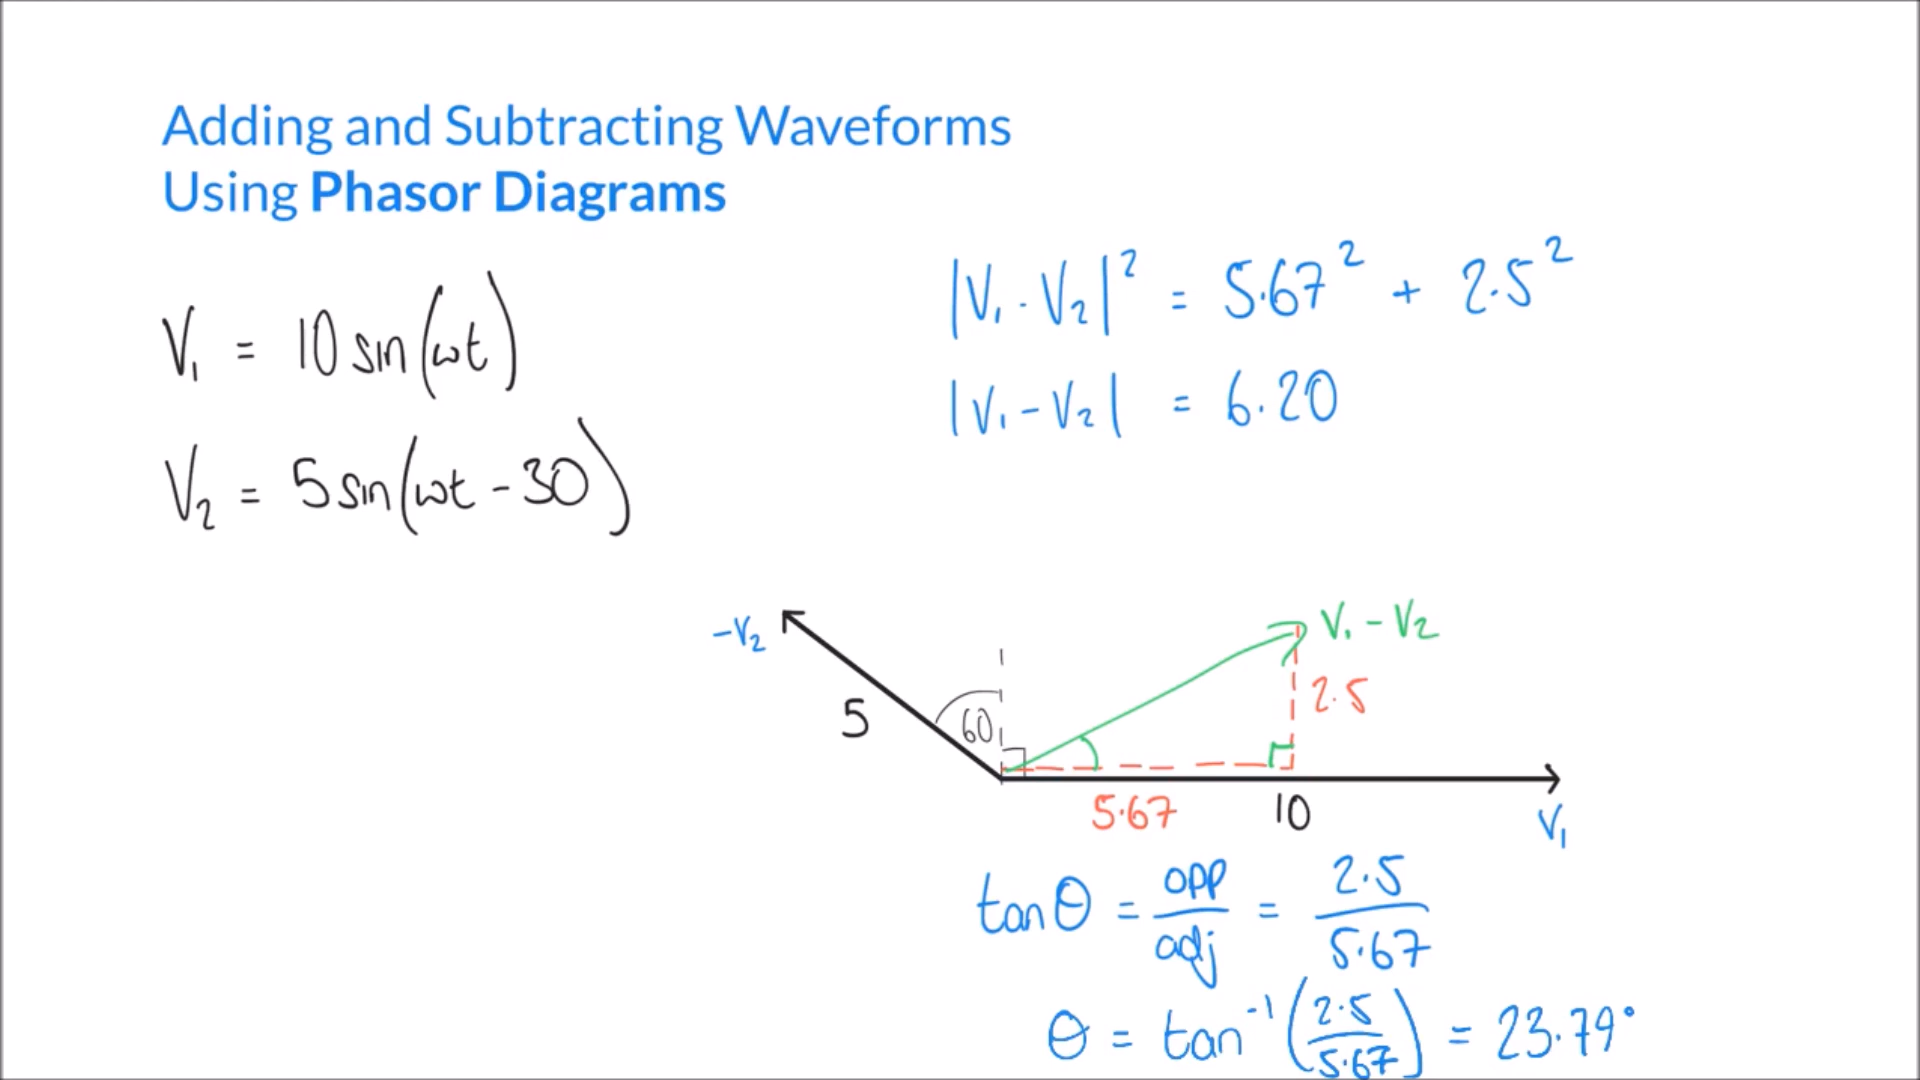 Adding and Subtracting Waveforms
Using Phasor Diagrams
V₁ = 10 sin(ωt)
V₂ = 5 sin(ωt - 30)
|V₁ - V₂|² = 5.67² + 2.5²
|V₁ - V₂| = 6.20
-V₂
V₁ - V₂
5
60
2.5
5.67
10
V₁
tanθ = opp/adj = 2.5/5.67
θ = tan⁻¹(2.5/5.67) = 23.79°